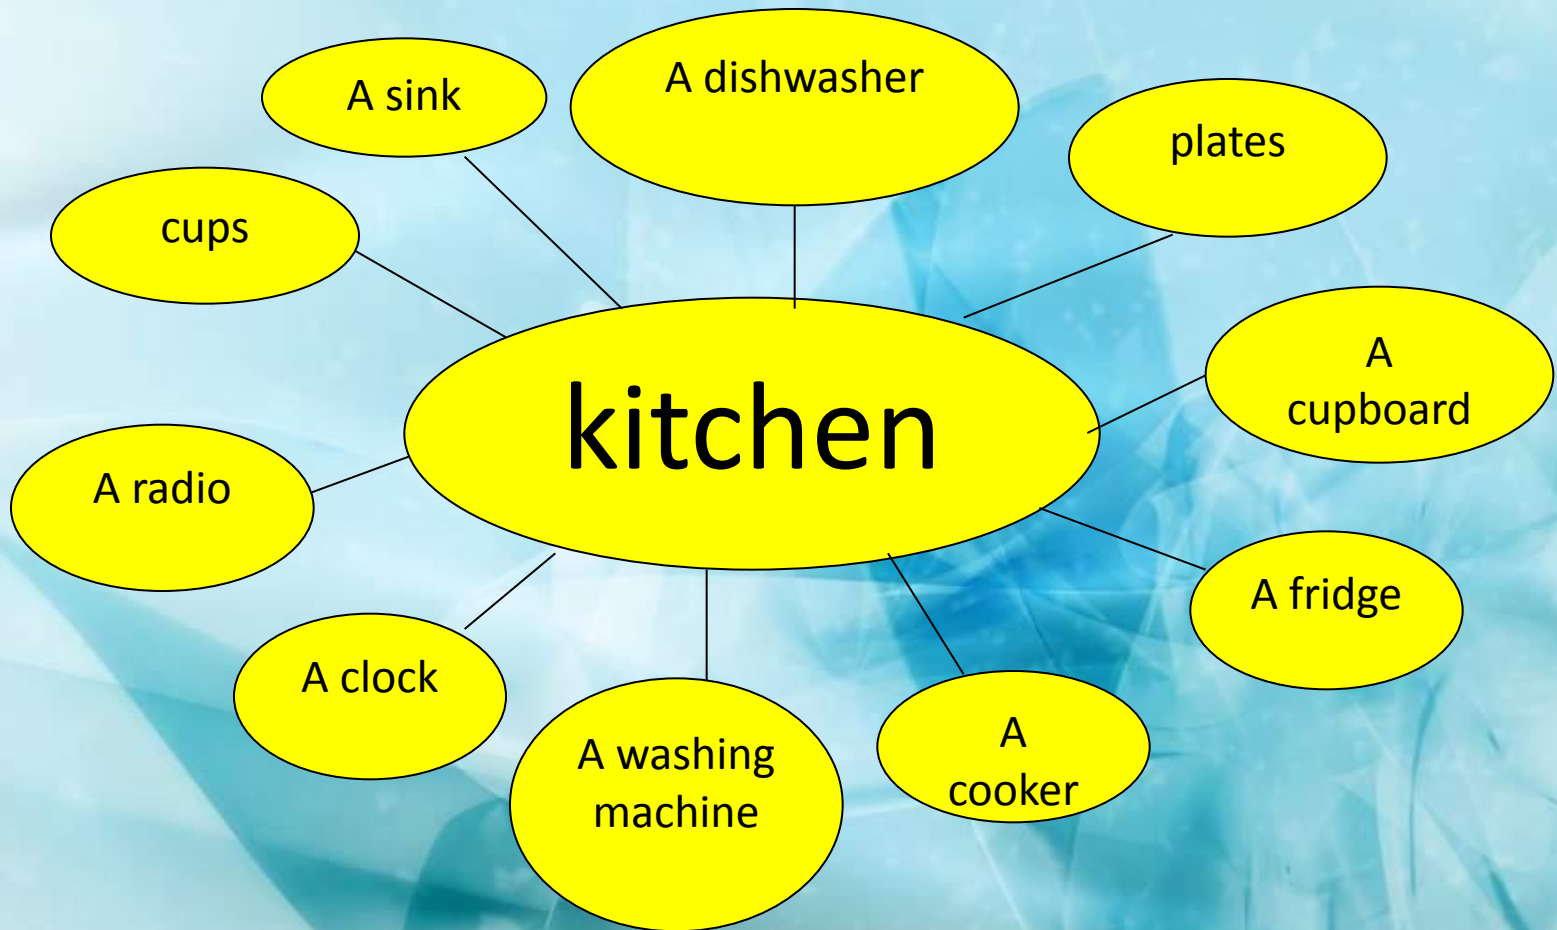 A sink
A dishwasher
plates
cups
kitchen
A
cupboard
A radio
A fridge
A clock
A washing
machine
A
cooker